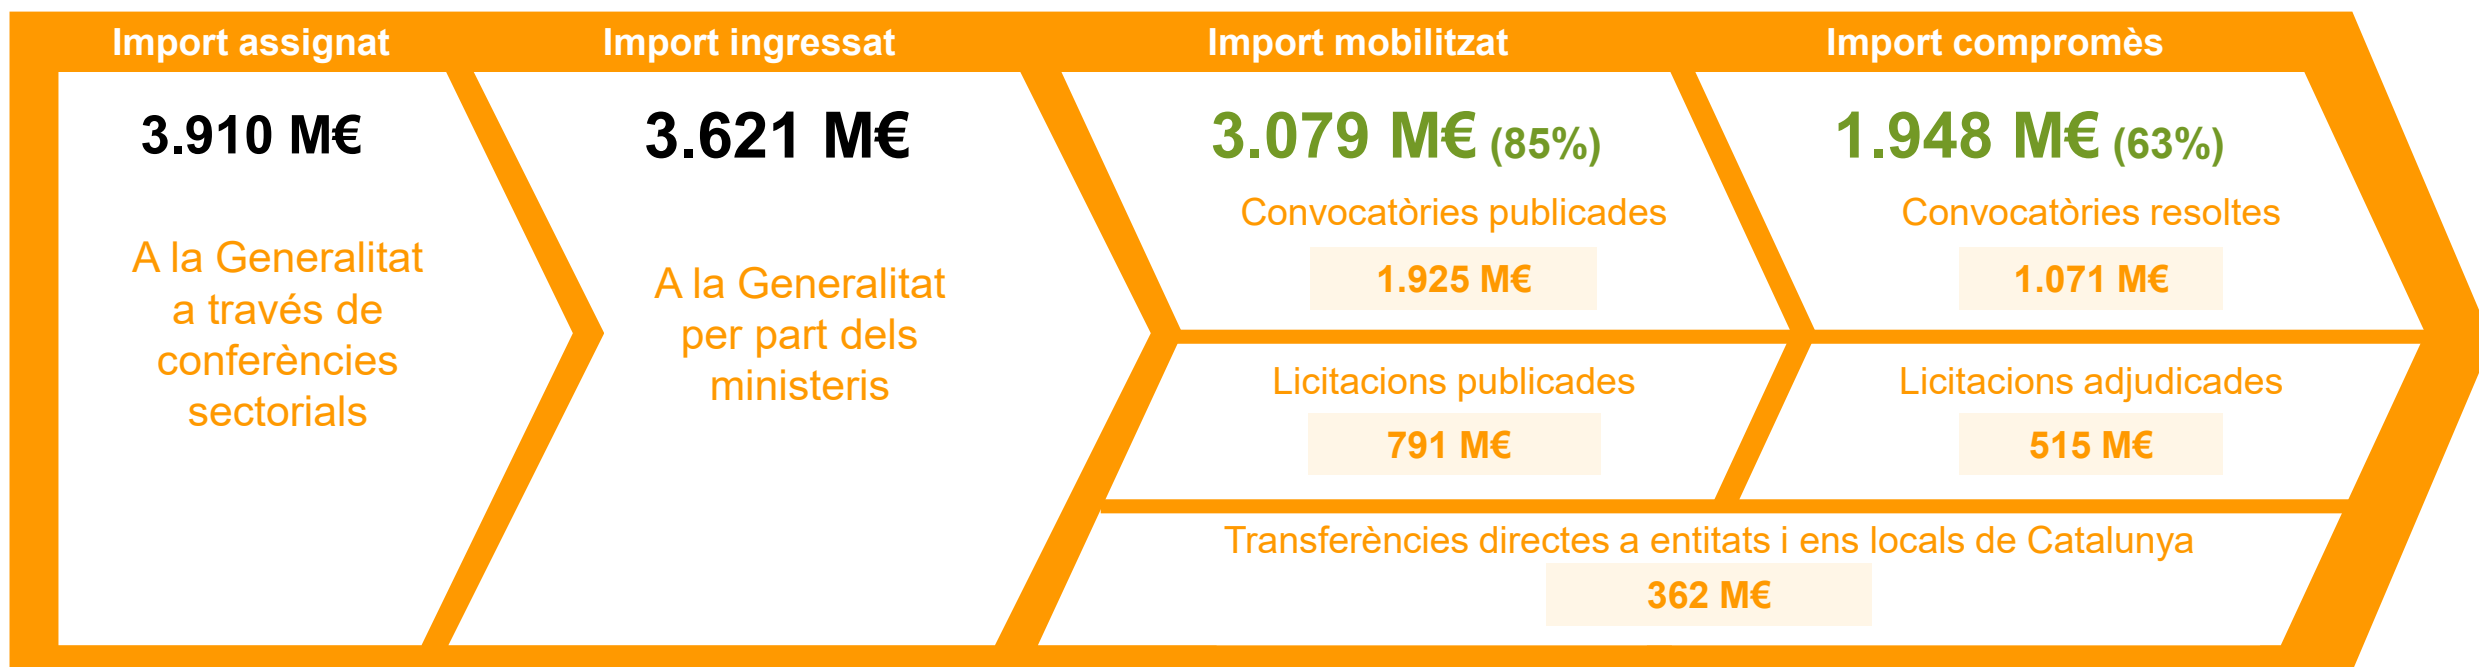 Import assignat
3.910 M€
A la Generalitat
a través de
conferències
sectorials
Import ingressat
3.621 M€
A la Generalitat
per part dels
ministeris
Import mobilitzat
3.079 M€ (85%)
Convocatòries publicades
1.925 M€
Licitacions publicades
791 M€
Import compromès
1.948 M€ (63%)
Convocatòries resoltes
1.071 M€
Licitacions adjudicades
515 M€
Transferències directes a entitats i ens locals de Catalunya
362 M€